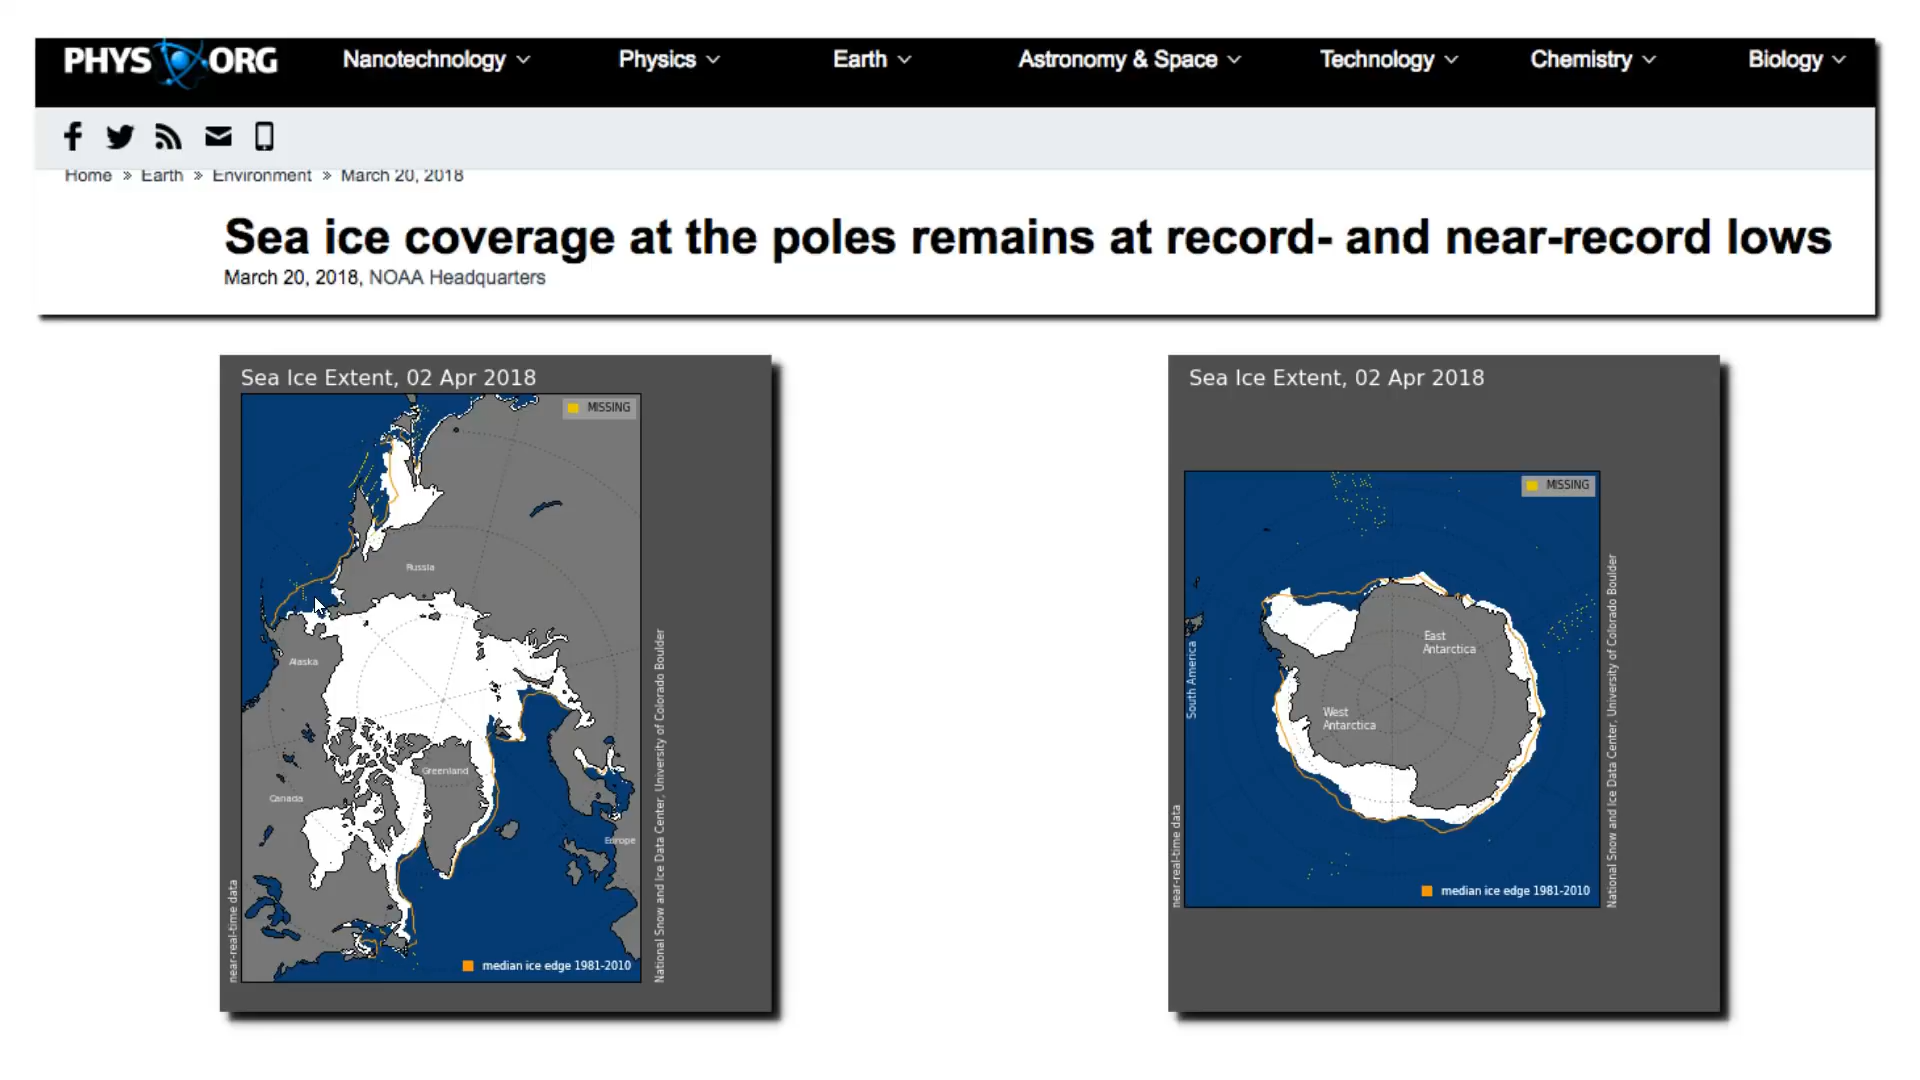 PHYS ORG
Nanotechnology
Physics
Earth
Astronomy & Space
Technology
Chemistry
Biology
Home » Earth » Environment » March 20, 2018
Sea ice coverage at the poles remains at record- and near-record lows
March 20, 2018, NOAA Headquarters
Sea Ice Extent, 02 Apr 2018
MISSING
Russia
Alaska
Greenland
Canada
Europe
median ice edge 1981-2010
near-real-time data
National Snow and Ice Data Center, University of Colorado Boulder
Sea Ice Extent, 02 Apr 2018
MISSING
East
Antarctica
West
Antarctica
South America
median ice edge 1981-2010
near-real-time data
National Snow and Ice Data Center, University of Colorado Boulder